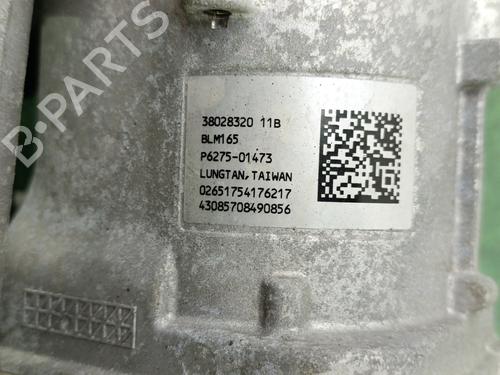 38028320 11B
BLM165
P6275-01473
LUNGTAN, TAIWAN
02651754176217
43085708490856
B-PARTS